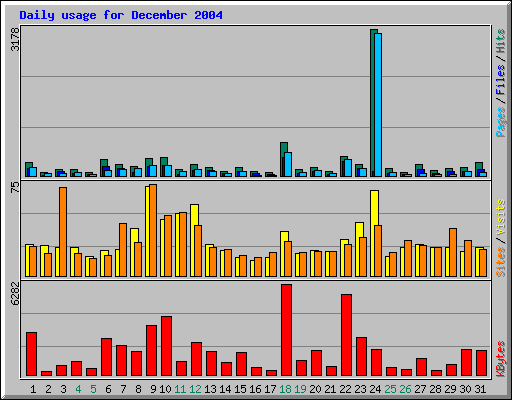 Daily usage for December 2004
3178
Pages / Files / Hits
75
Sites / Visits
6282
KBytes
1 2 3 4 5 6 7 8 9 10 11 12 13 14 15 16 17 18 19 20 21 22 23 24 25 26 27 28 29 30 31